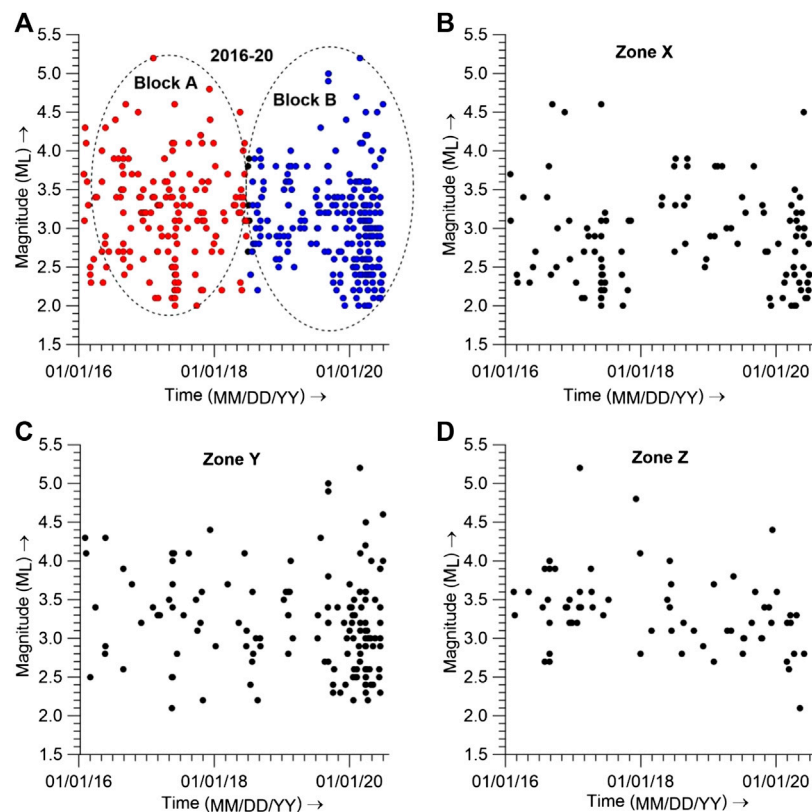 A
2016-20
Block A
Block B
5.5
5.0
4.5
4.0
3.5
3.0
2.5
2.0
1.5
Magnitude (ML) →
01/01/16
01/01/18
01/01/20
Time (MM/DD/YY) →
B
Zone X
5.5
5.0
4.5
4.0
3.5
3.0
2.5
2.0
1.5
Magnitude (ML) →
01/01/16
01/01/18
01/01/20
Time (MM/DD/YY) →
C
Zone Y
5.5
5.0
4.5
4.0
3.5
3.0
2.5
2.0
1.5
Magnitude (ML) →
01/01/16
01/01/18
01/01/20
Time (MM/DD/YY) →
D
Zone Z
5.5
5.0
4.5
4.0
3.5
3.0
2.5
2.0
1.5
Magnitude (ML) →
01/01/16
01/01/18
01/01/20
Time (MM/DD/YY) →